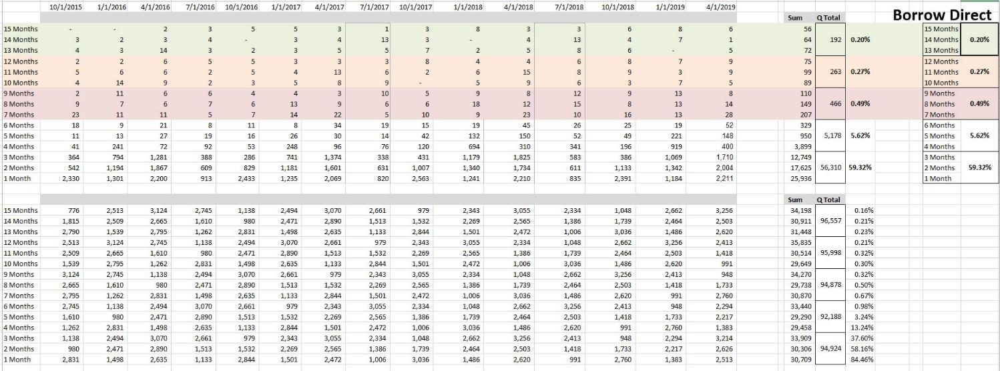 10/1/2015 1/1/2016 4/1/2016 7/1/2016 10/1/2016 1/1/2017 4/1/2017 7/1/2017 10/1/2017 1/1/2018 4/1/2018 7/1/2018 10/1/2018 1/1/2019 4/1/2019
Sum Q Total Borrow Direct
15 Months - - 2 3 5 5 3 1 3 8 3 3 6 8 6 56 15 Months
14 Months 3 2 3 4 - 3 4 13 3 - 4 13 4 7 1 64 192 0.20% 14 Months 0.20%
13 Months 4 3 14 3 2 3 5 5 7 2 5 8 6 - 5 72 13 Months
12 Months 2 2 6 5 5 3 3 3 8 4 4 6 8 7 9 75 12 Months
11 Months 5 6 6 2 5 4 13 6 2 6 15 8 9 3 9 99 263 0.27% 11 Months 0.27%
10 Months 4 14 9 2 3 5 8 9 - 5 9 6 3 7 5 89 10 Months
9 Months 2 11 6 6 4 4 3 10 5 9 8 12 9 13 8 110 9 Months
8 Months 9 7 6 7 6 13 9 6 6 18 12 15 8 13 14 149 466 0.49% 8 Months 0.49%
7 Months 23 11 11 5 7 14 22 5 10 9 23 10 16 13 28 207 7 Months
6 Months 18 9 21 8 11 8 34 19 15 19 45 26 25 19 52 329 6 Months
5 Months 11 13 27 19 16 26 30 14 42 132 150 52 49 221 148 950 5,178 5.62% 5 Months 5.62%
4 Months 41 241 72 92 53 248 96 76 120 694 310 341 196 919 400 3,899 4 Months
3 Months 364 794 1,281 388 286 741 1,374 338 431 1,179 1,825 583 386 1,069 1,710 12,749 3 Months
2 Months 542 1,194 1,867 609 829 1,181 1,601 631 1,007 1,340 1,734 611 1,133 1,342 2,004 17,625 56,310 59.32% 2 Months 59.32%
1 Month 2,330 1,301 2,200 913 2,433 1,235 2,069 820 2,563 1,241 2,210 835 2,391 1,184 2,211 25,936 1 Month
Sum Q Total
15 Months 776 2,513 3,124 2,745 1,138 2,494 3,070 2,661 979 2,343 3,055 2,334 1,048 2,662 3,256 34,198 0.16%
14 Months 1,815 2,509 2,665 1,610 980 2,471 2,890 1,513 1,532 2,269 2,565 1,386 1,739 2,464 2,503 30,911 96,557 0.21%
13 Months 2,790 1,539 2,795 1,262 2,831 1,498 2,635 1,133 2,844 1,501 2,472 1,006 3,036 1,486 2,620 31,448 0.23%
12 Months 2,513 3,124 2,745 1,138 2,494 3,070 2,661 979 2,343 3,055 2,334 1,048 2,662 3,256 2,413 35,835 0.21%
11 Months 2,509 2,665 1,610 980 2,471 2,890 1,513 1,532 2,269 2,565 1,386 1,739 2,464 2,503 1,418 30,514 95,998 0.32%
10 Months 1,539 2,795 1,262 2,831 1,498 2,635 1,133 2,844 1,501 2,472 1,006 3,036 1,486 2,620 991 29,649 0.30%
9 Months 3,124 2,745 1,138 2,494 3,070 2,661 979 2,343 3,055 2,334 1,048 2,662 3,256 2,413 948 34,270 0.32%
8 Months 2,665 1,610 980 2,471 2,890 1,513 1,532 2,269 2,565 1,386 1,739 2,464 2,503 1,418 1,733 29,738 94,878 0.50%
7 Months 2,795 1,262 2,831 1,498 2,635 1,133 2,844 1,501 2,472 1,006 3,036 1,486 2,620 991 2,760 30,870 0.67%
6 Months 2,745 1,138 2,494 3,070 2,661 979 2,343 3,055 2,334 1,048 2,662 3,256 2,413 948 2,294 33,440 0.98%
5 Months 1,610 980 2,471 2,890 1,513 1,532 2,269 2,565 1,386 1,739 2,464 2,503 1,418 1,733 2,217 29,290 92,188 3.24%
4 Months 1,262 2,831 1,498 2,635 1,133 2,844 1,501 2,472 1,006 3,036 1,486 2,620 991 2,760 1,383 29,458 13.24%
3 Months 1,138 2,494 3,070 2,661 979 2,343 3,055 2,334 1,048 2,662 3,256 2,413 948 2,294 3,214 33,909 37.60%
2 Months 980 2,471 2,890 1,513 1,532 2,269 2,565 1,386 1,739 2,464 2,503 1,418 1,733 2,217 2,626 30,306 94,924 58.16%
1 Month 2,831 1,498 2,635 1,133 2,844 1,501 2,472 1,006 3,036 1,486 2,620 991 2,760 1,383 2,513 30,709 84.46%